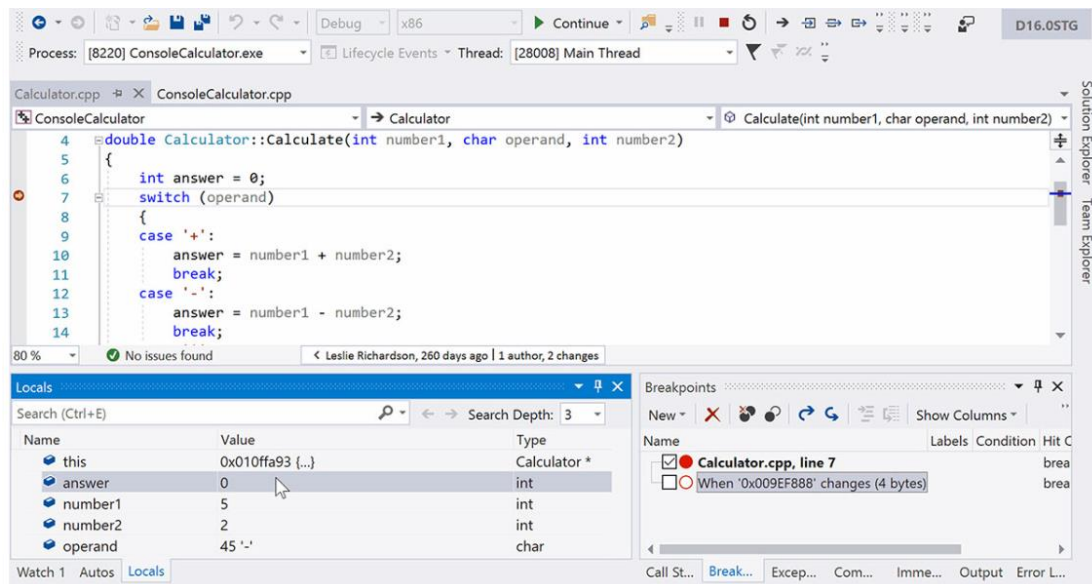 Debug x86 Continue D16.0STG
Process: [8220] ConsoleCalculator.exe Lifecycle Events Thread: [28008] Main Thread
Calculator.cpp ConsoleCalculator.cpp
ConsoleCalculator Calculator Calculate(int number1, char operand, int number2)
4 double Calculator::Calculate(int number1, char operand, int number2)
5 {
6 int answer = 0;
7 switch (operand)
8 {
9 case '+':
10 answer = number1 + number2;
11 break;
12 case '-':
13 answer = number1 - number2;
14 break;
80 % No issues found < Leslie Richardson, 260 days ago | 1 author, 2 changes
Solution Explorer
Team Explorer
Locals
Search (Ctrl+E) Search Depth: 3
Name Value Type
this 0x010ffa93 {...} Calculator *
answer 0 int
number1 5 int
number2 2 int
operand 45 '-' char
Watch 1 Autos Locals
Breakpoints
New Show Columns
Name Labels Condition Hit C
Calculator.cpp, line 7 brea
When '0x009EF888' changes (4 bytes) brea
Call St... Break... Excep... Com... Imme... Output Error L...